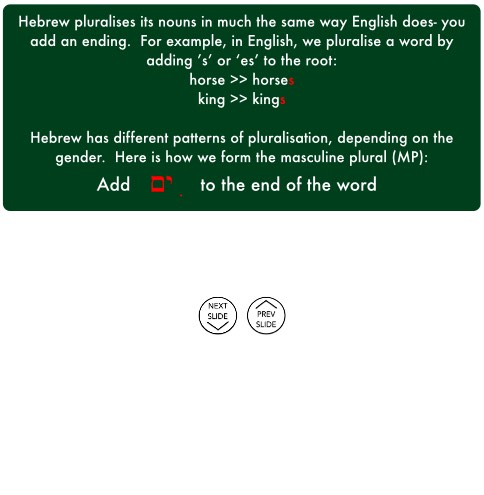 Hebrew pluralises its nouns in much the same way English does- you
add an ending. For example, in English, we pluralise a word by
adding ’s’ or ‘es’ to the root:
horse >> horses
king >> kings
Hebrew has different patterns of pluralisation, depending on the
gender. Here is how we form the masculine plural (MP):
Add ִים to the end of the word
NEXT
SLIDE
PREV
SLIDE